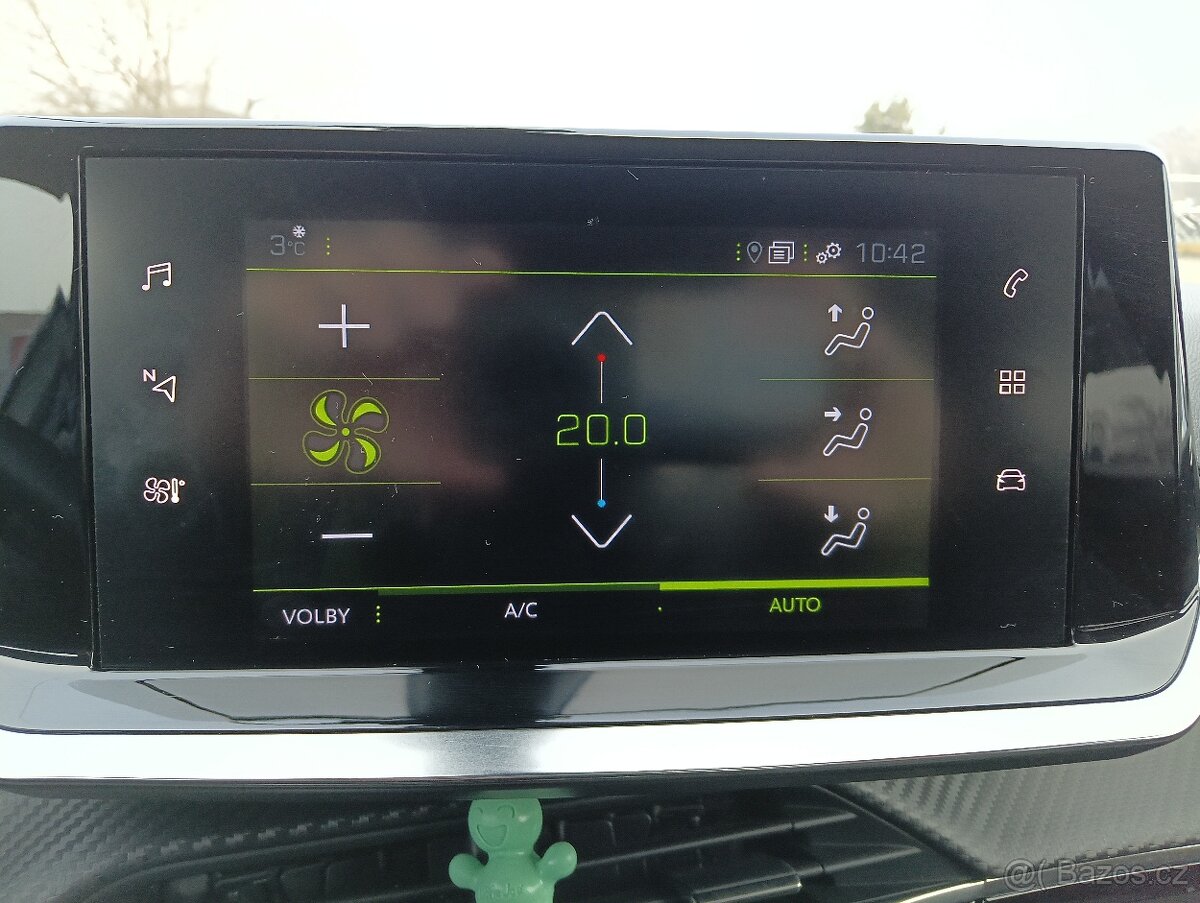 3°C 10:42
N
20.0
VOLBY A/C AUTO
@( Bazos.cz